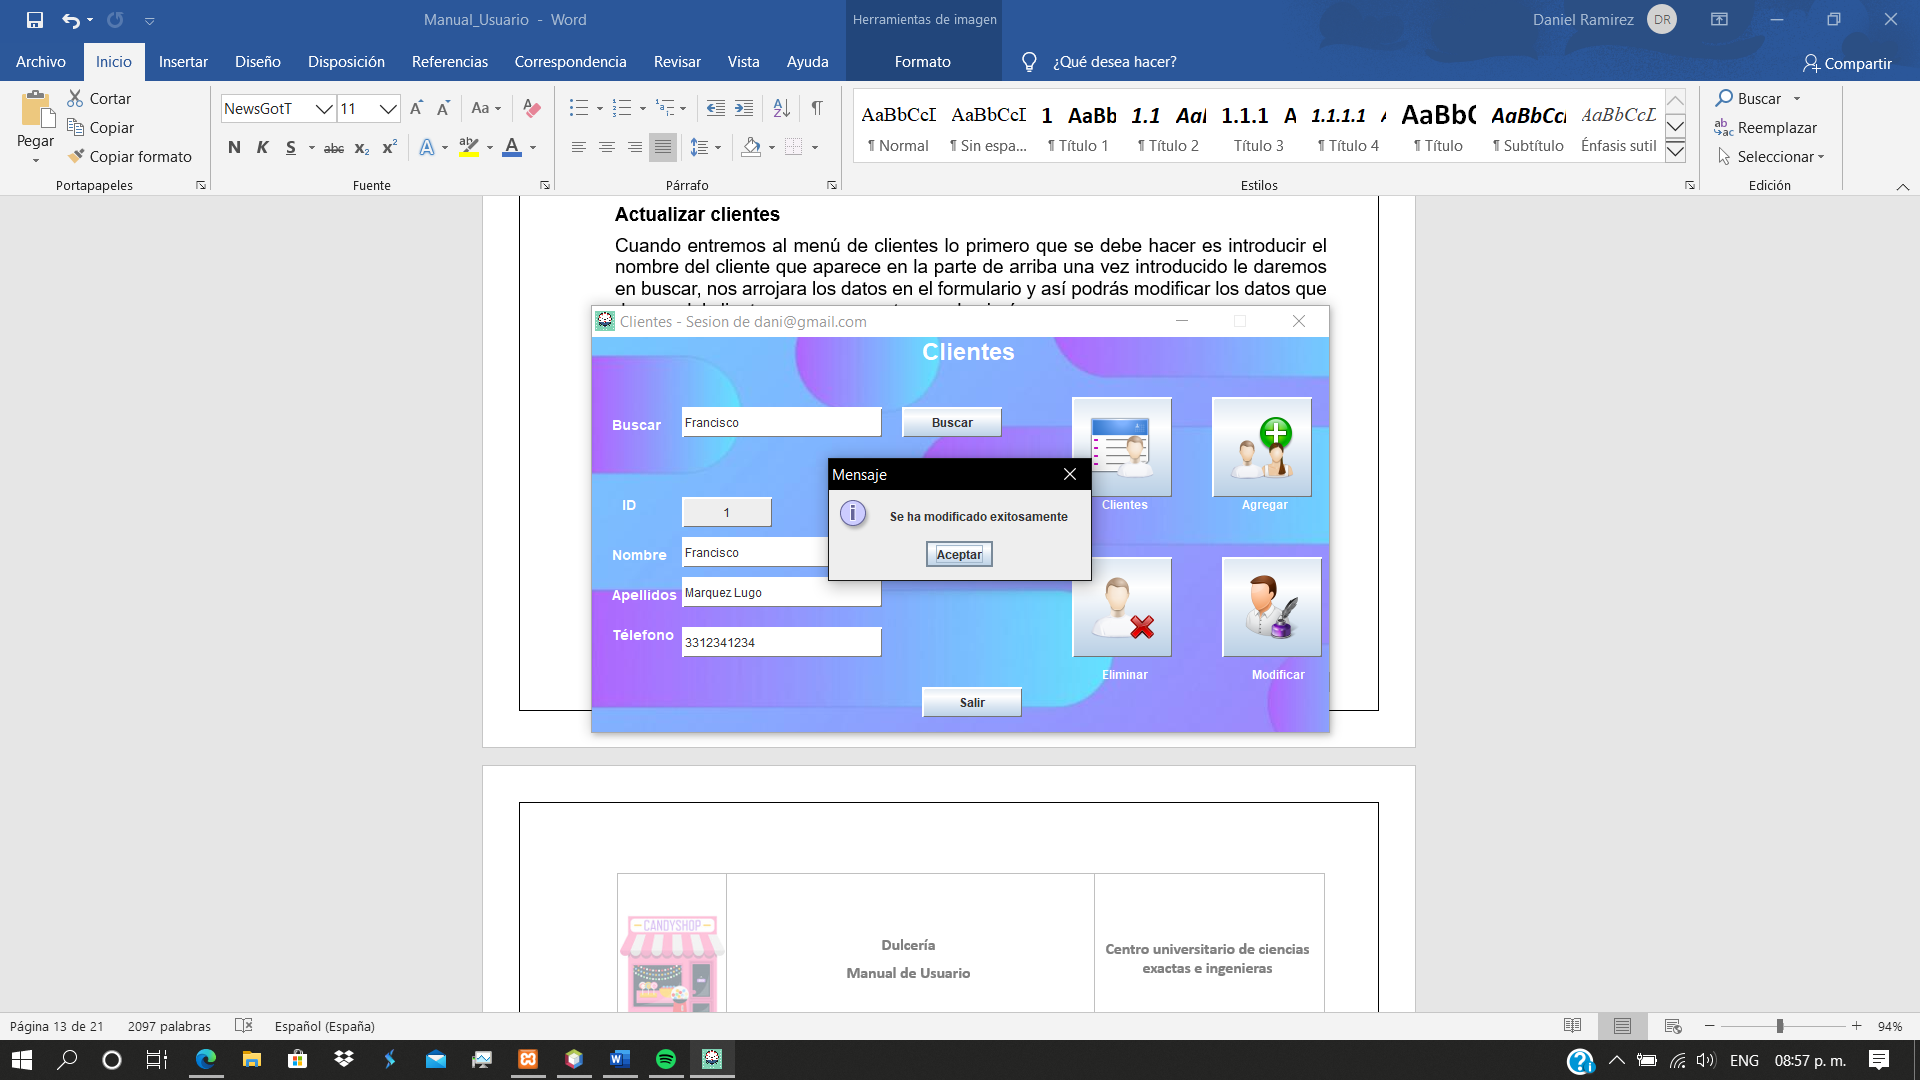 Manual_Usuario - Word
Herramientas de imagen
Daniel Ramirez
DR
Archivo
Inicio
Insertar
Diseño
Disposición
Referencias
Correspondencia
Revisar
Vista
Ayuda
Formato
¿Qué desea hacer?
Compartir
Pegar
Cortar
Copiar
Copiar formato
Portapapeles
NewsGotT
11
Aa
N K S abc x₂ x²
Fuente
Párrafo
AaBbCcI
¶ Normal
AaBbCcI
¶ Sin espa...
1 AaBb
¶ Título 1
1.1 Aal
¶ Título 2
1.1.1 A
Título 3
1.1.1.1
¶ Título 4
AaBbC
¶ Título
AaBbCc
¶ Subtítulo
AaBbCcL
Énfasis sutil
Estilos
Buscar
Reemplazar
Seleccionar
Edición
Actualizar clientes
Cuando entremos al menú de clientes lo primero que se debe hacer es introducir el
nombre del cliente que aparece en la parte de arriba una vez introducido le daremos
en buscar, nos arrojara los datos en el formulario y así podrás modificar los datos que
Clientes - Sesion de dani@gmail.com
Clientes
Buscar
Francisco
Buscar
ID
1
Nombre
Francisco
Apellidos
Marquez Lugo
Télefono
3312341234
Clientes
Agregar
Eliminar
Modificar
Salir
Mensaje
Se ha modificado exitosamente
Aceptar
CANDYSHOP
Dulcería
Manual de Usuario
Centro universitario de ciencias
exactas e ingenieras
Página 13 de 21
2097 palabras
Español (España)
94%
ENG
08:57 p. m.